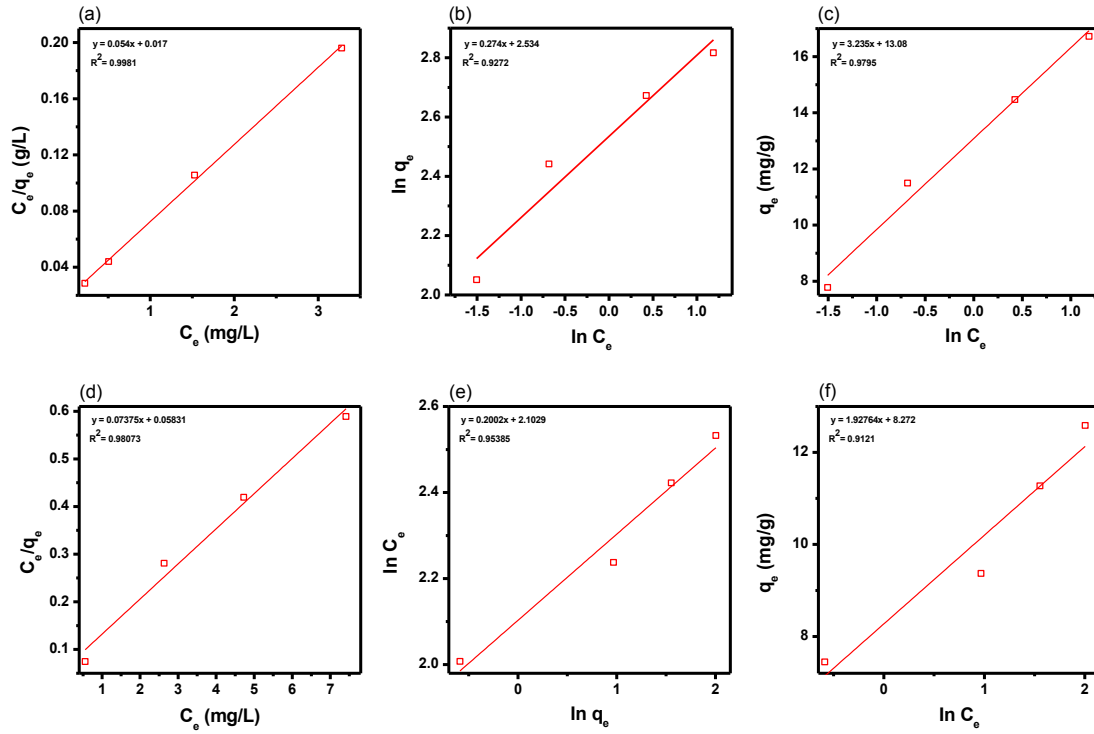 (a)
y = 0.054x + 0.017
R2 = 0.9981
0.20
0.16
0.12
0.08
0.04
Ce/qe (g/L)
1 2 3
Ce (mg/L)
(b)
y = 0.274x + 2.534
R2 = 0.9272
2.8
2.6
2.4
2.2
2.0
ln qe
-1.5 -1.0 -0.5 0.0 0.5 1.0
ln Ce
(c)
y = 3.235x + 13.08
R2 = 0.9795
16
14
12
10
8
qe (mg/g)
-1.5 -1.0 -0.5 0.0 0.5 1.0
ln Ce
(d)
y = 0.07375x + 0.05831
R2 = 0.98073
0.6
0.5
0.4
0.3
0.2
0.1
Ce/qe
1 2 3 4 5 6 7
Ce (mg/L)
(e)
y = 0.2002x + 2.1029
R2 = 0.95385
2.6
2.4
2.2
2.0
ln Ce
0 1 2
ln qe
(f)
y = 1.92764x + 8.272
R2 = 0.9121
12
10
8
qe (mg/g)
0 1 2
ln Ce